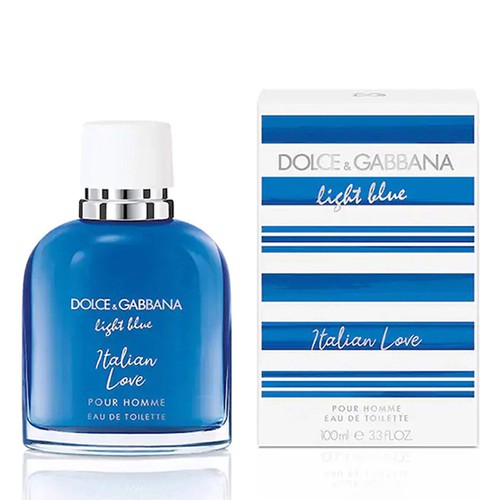 DOLCE & GABBANA
light blue
Italian
Love
POUR HOMME
EAU DE TOILETTE
DOLCE & GABBANA
light blue
Italian Love
POUR HOMME
EAU DE TOILETTE
100ml e 3.3 FL.OZ.